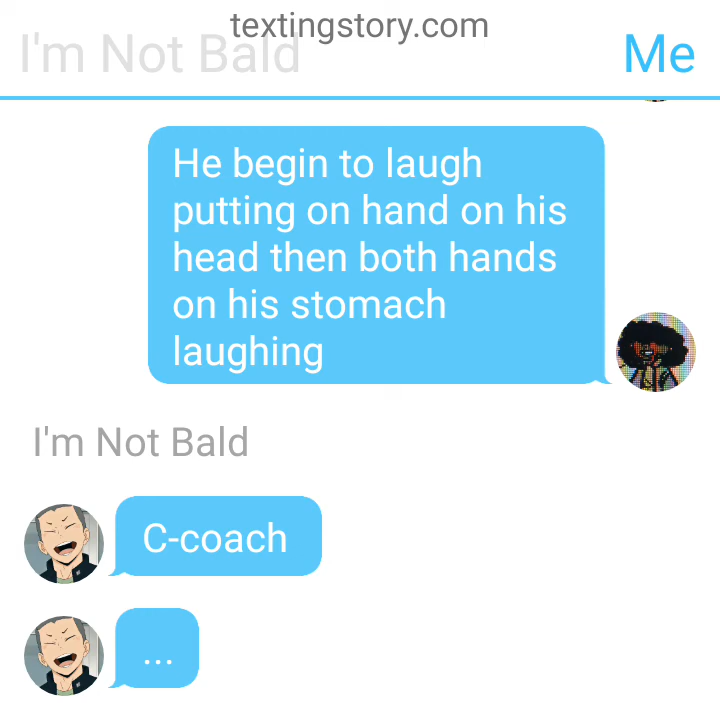 textingstory.com
I'm Not Bald
Me
He begin to laugh
putting on hand on his
head then both hands
on his stomach
laughing
I'm Not Bald
C-coach
...